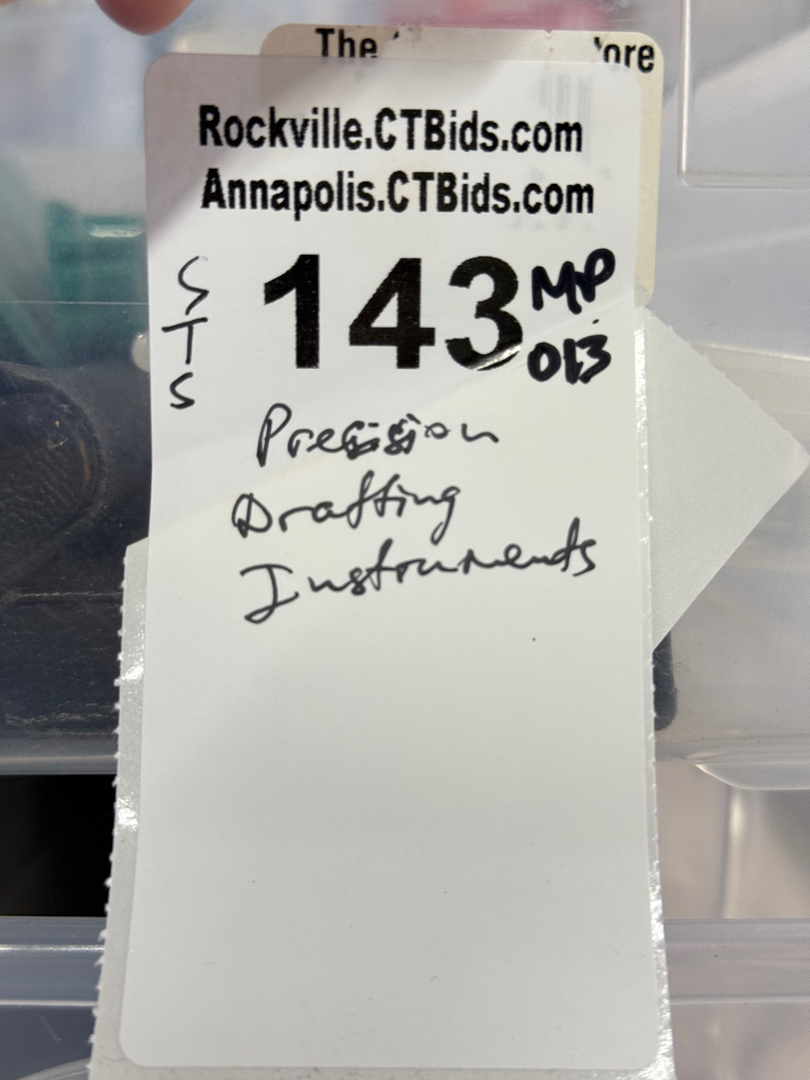 The
ore
Rockville.CTBids.com
Annapolis.CTBids.com
STS
143
MP
013
Precision
Drafting
Instruments